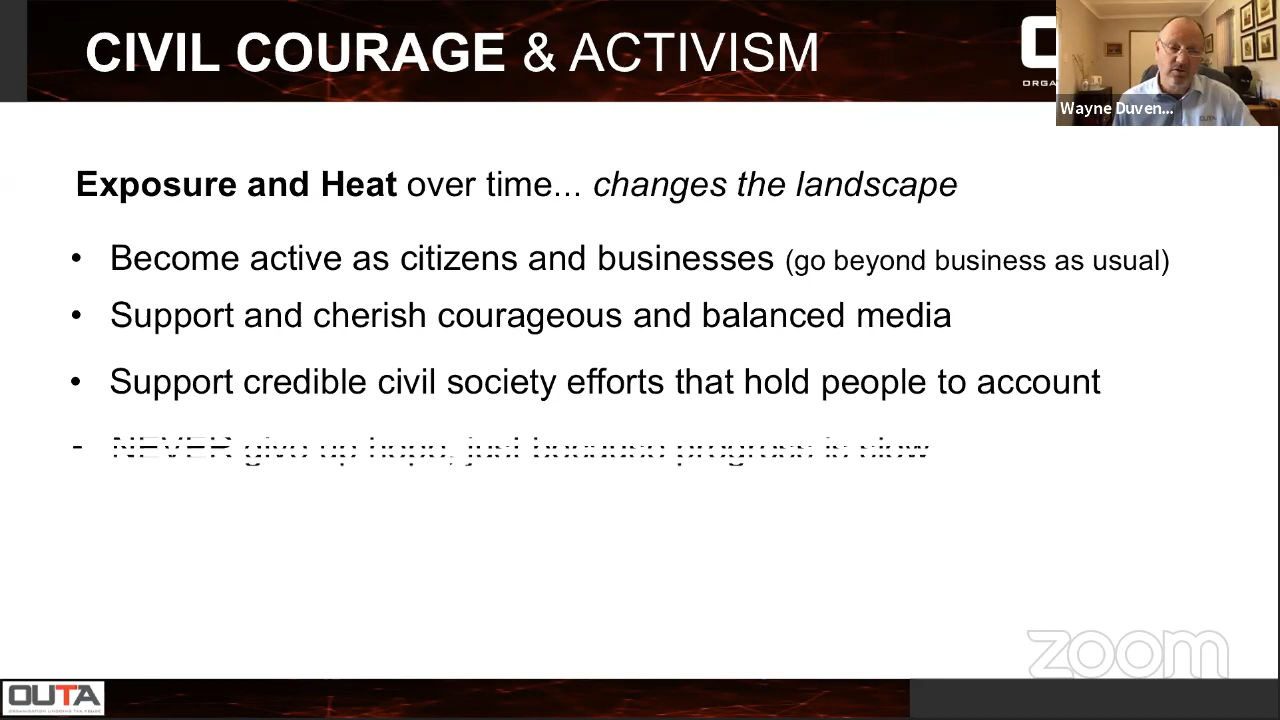 CIVIL COURAGE & ACTIVISM
Wayne Duven...
Exposure and Heat over time... changes the landscape
• Become active as citizens and businesses (go beyond business as usual)
• Support and cherish courageous and balanced media
• Support credible civil society efforts that hold people to account
- NEVER give up hope, just because progress is slow
zoom
OUTA